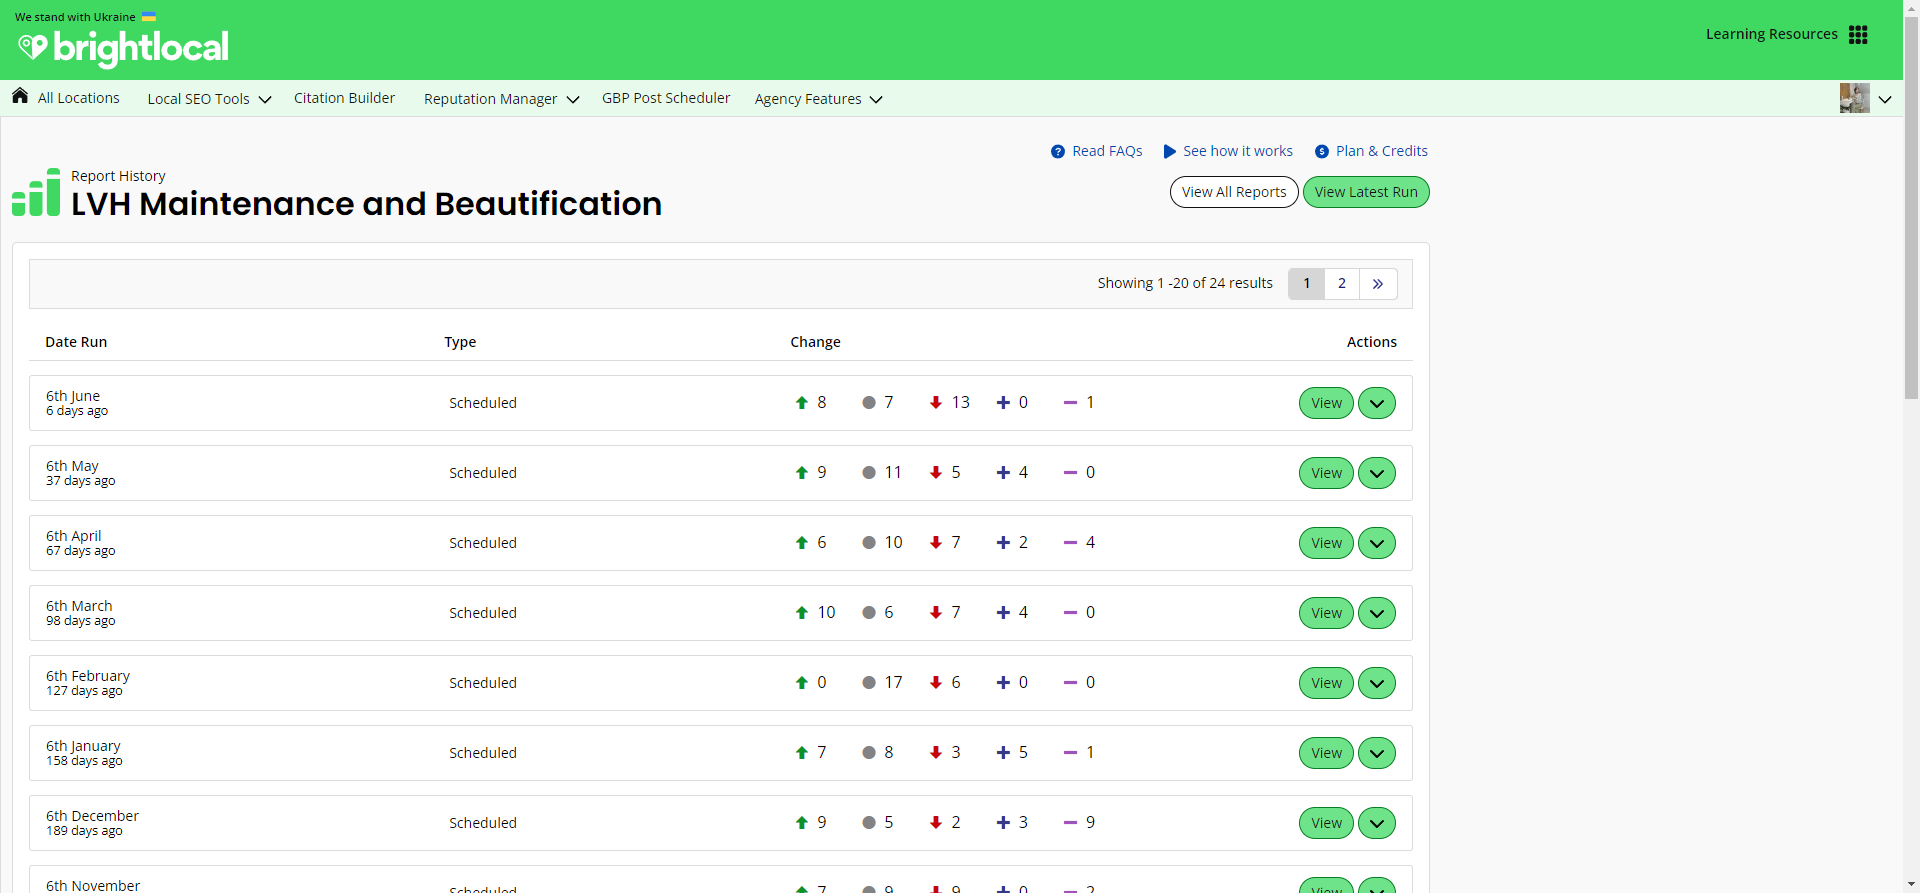 We stand with Ukraine
brightlocal
Learning Resources
All Locations Local SEO Tools Citation Builder Reputation Manager GBP Post Scheduler Agency Features
Read FAQs See how it works Plan & Credits
Report History
LVH Maintenance and Beautification
View All Reports View Latest Run
Showing 1 -20 of 24 results 1 2 »
Date Run Type Change Actions
6th June
6 days ago
Scheduled 8 7 13 0 1 View
6th May
37 days ago
Scheduled 9 11 5 4 0 View
6th April
67 days ago
Scheduled 6 10 7 2 4 View
6th March
98 days ago
Scheduled 10 6 7 4 0 View
6th February
127 days ago
Scheduled 0 17 6 0 0 View
6th January
158 days ago
Scheduled 7 8 3 5 1 View
6th December
189 days ago
Scheduled 9 5 2 3 9 View
6th November
Scheduled 7 9 9 0 2 View